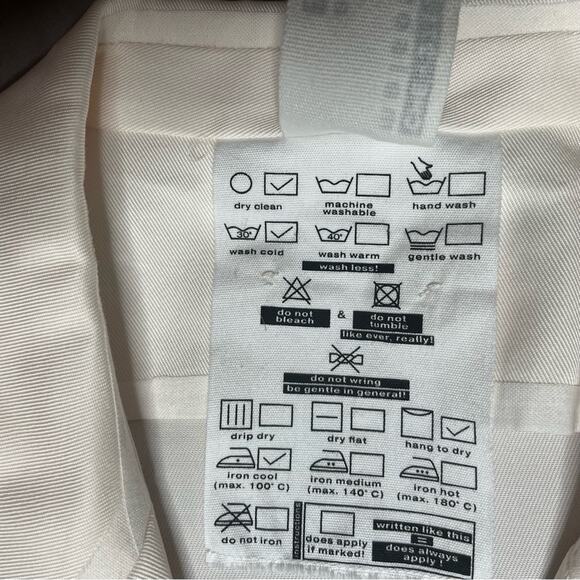 dry clean
machine
washable
hand wash
30°
40°
wash cold
wash warm
gentle wash
wash less!
do not
bleach
&
do not
tumble
like ever, really!
do not wring
be gentle in general!
drip dry
dry flat
hang to dry
iron cool
(max. 100° C)
iron medium
(max. 140° C)
iron hot
(max. 180° C)
do not iron
instructions
does apply
if marked!
written like this
=
does always
apply!